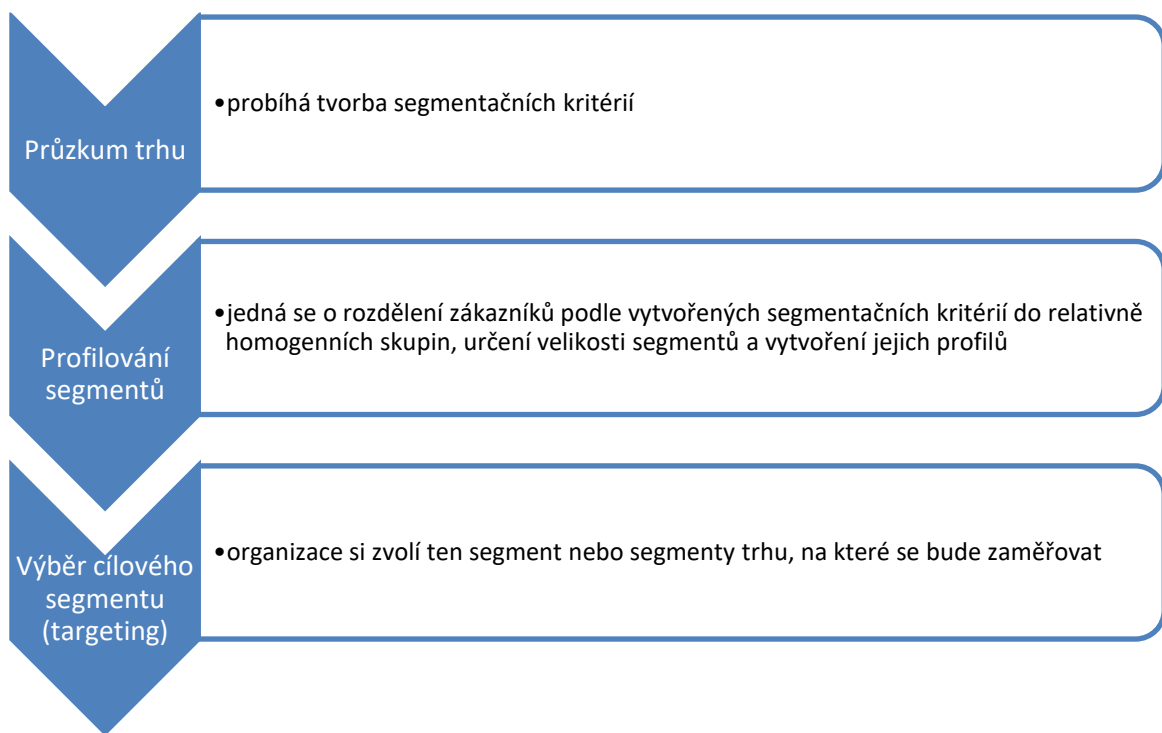 Průzkum trhu
•probíhá tvorba segmentačních kritérií
Profilování
segmentů
•jedná se o rozdělení zákazníků podle vytvořených segmentačních kritérií do relativně
homogenních skupin, určení velikosti segmentů a vytvoření jejich profilů
Výběr cílového
segmentu
(targeting)
•organizace si zvolí ten segment nebo segmenty trhu, na které se bude zaměřovat